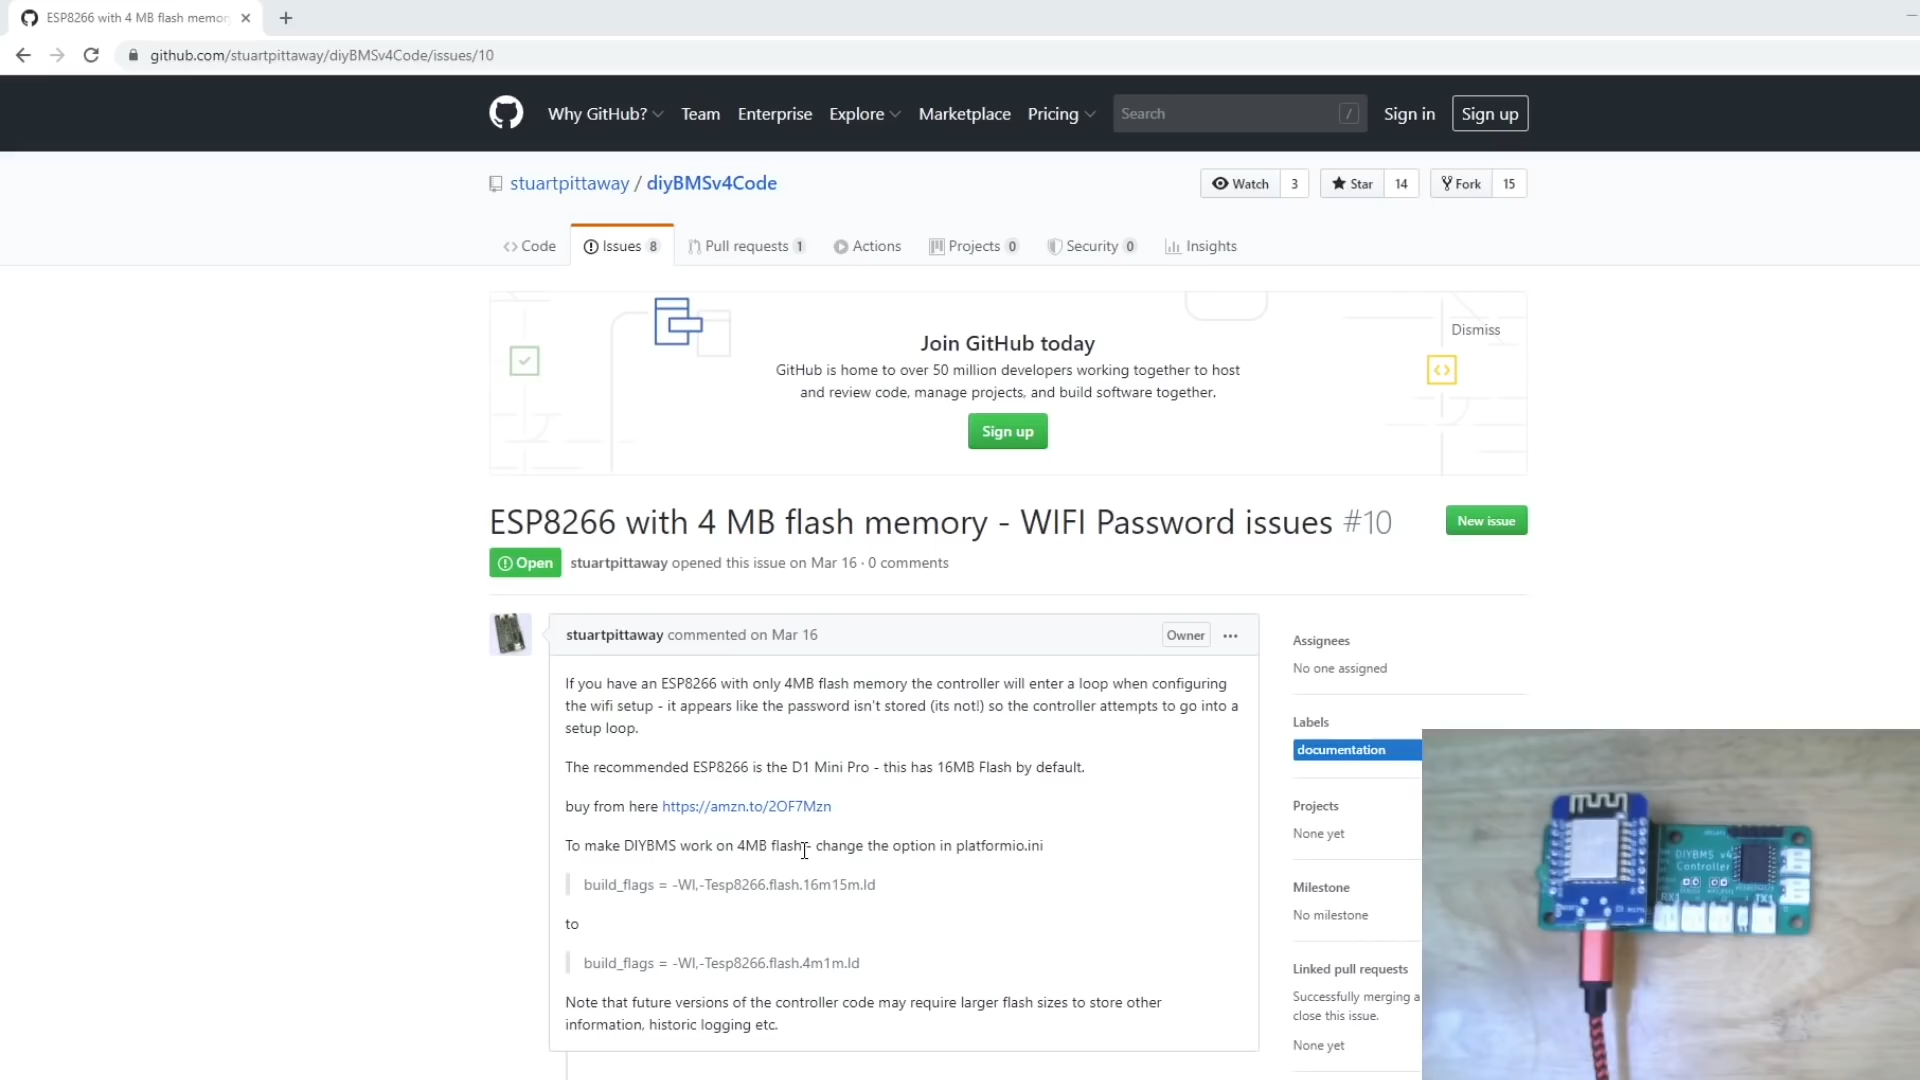 ESP8266 with 4 MB flash memor
github.com/stuartpittaway/diyBMSv4Code/issues/10
Why GitHub? Team Enterprise Explore Marketplace Pricing Search / Sign in Sign up
stuartpittaway / diyBMSv4Code Watch 3 Star 14 Fork 15
Code Issues 8 Pull requests 1 Actions Projects 0 Security 0 Insights
Join GitHub today
Dismiss
GitHub is home to over 50 million developers working together to host
and review code, manage projects, and build software together.
Sign up
ESP8266 with 4 MB flash memory - WIFI Password issues #10
New issue
Open stuartpittaway opened this issue on Mar 16 · 0 comments
stuartpittaway commented on Mar 16 Owner ...
If you have an ESP8266 with only 4MB flash memory the controller will enter a loop when configuring
the wifi setup - it appears like the password isn't stored (its not!) so the controller attempts to go into a
setup loop.
The recommended ESP8266 is the D1 Mini Pro - this has 16MB Flash by default.
buy from here https://amzn.to/2OF7Mzn
To make DIYBMS work on 4MB flash - change the option in platformio.ini
build_flags = -Wl,-Tesp8266.flash.16m15m.ld
to
build_flags = -Wl,-Tesp8266.flash.4m1m.ld
Note that future versions of the controller code may require larger flash sizes to store other
information, historic logging etc.
Assignees
No one assigned
Labels
documentation
Projects
None yet
Milestone
No milestone
Linked pull requests
Successfully merging a
close this issue.
None yet
DIYBMS v4
Controller
RX1
TX1